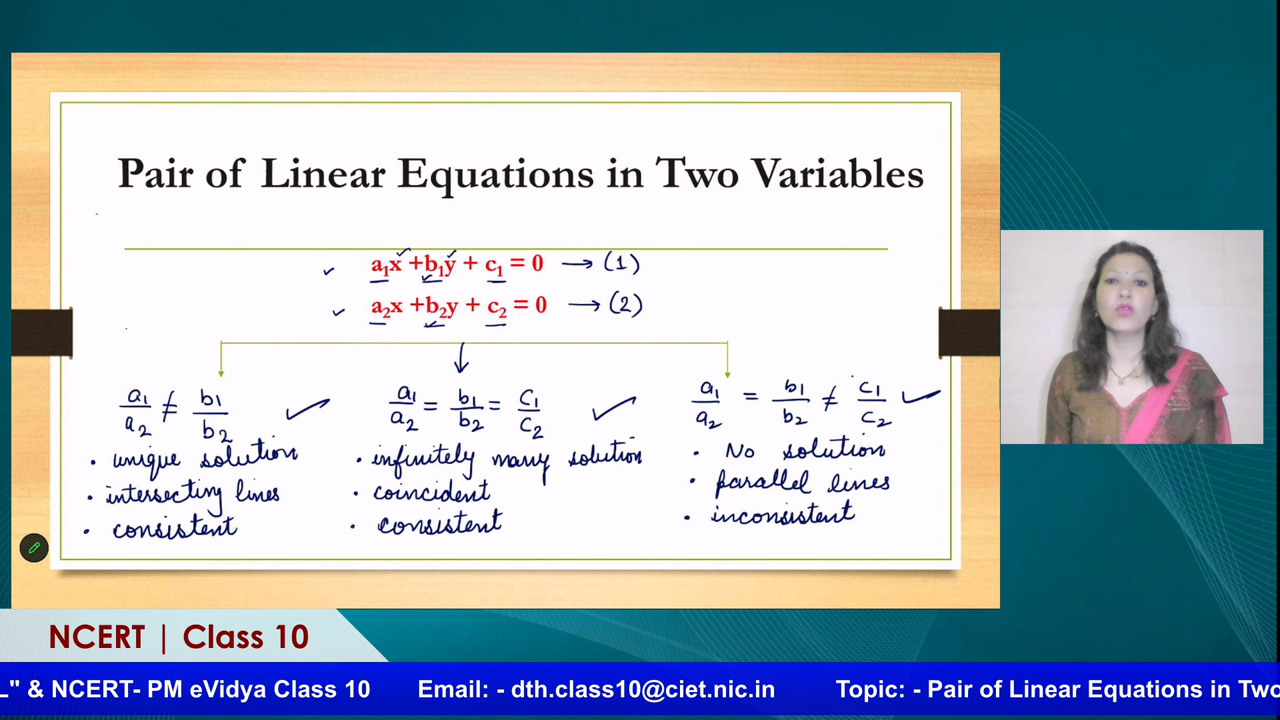 Pair of Linear Equations in Two Variables
a₁x +b₁y + c₁ = 0 → (1)
a₂x +b₂y + c₂ = 0 → (2)
a₁/a₂ ≠ b₁/b₂
• unique solution
• intersecting lines
• consistent
a₁/a₂ = b₁/b₂ = c₁/c₂
• infinitely many solution
• coincident
• consistent
a₁/a₂ = b₁/b₂ ≠ c₁/c₂
• No solution
• parallel lines
• inconsistent
NCERT | Class 10
L" & NCERT- PM eVidya Class 10 Email: - dth.class10@ciet.nic.in Topic: - Pair of Linear Equations in Two